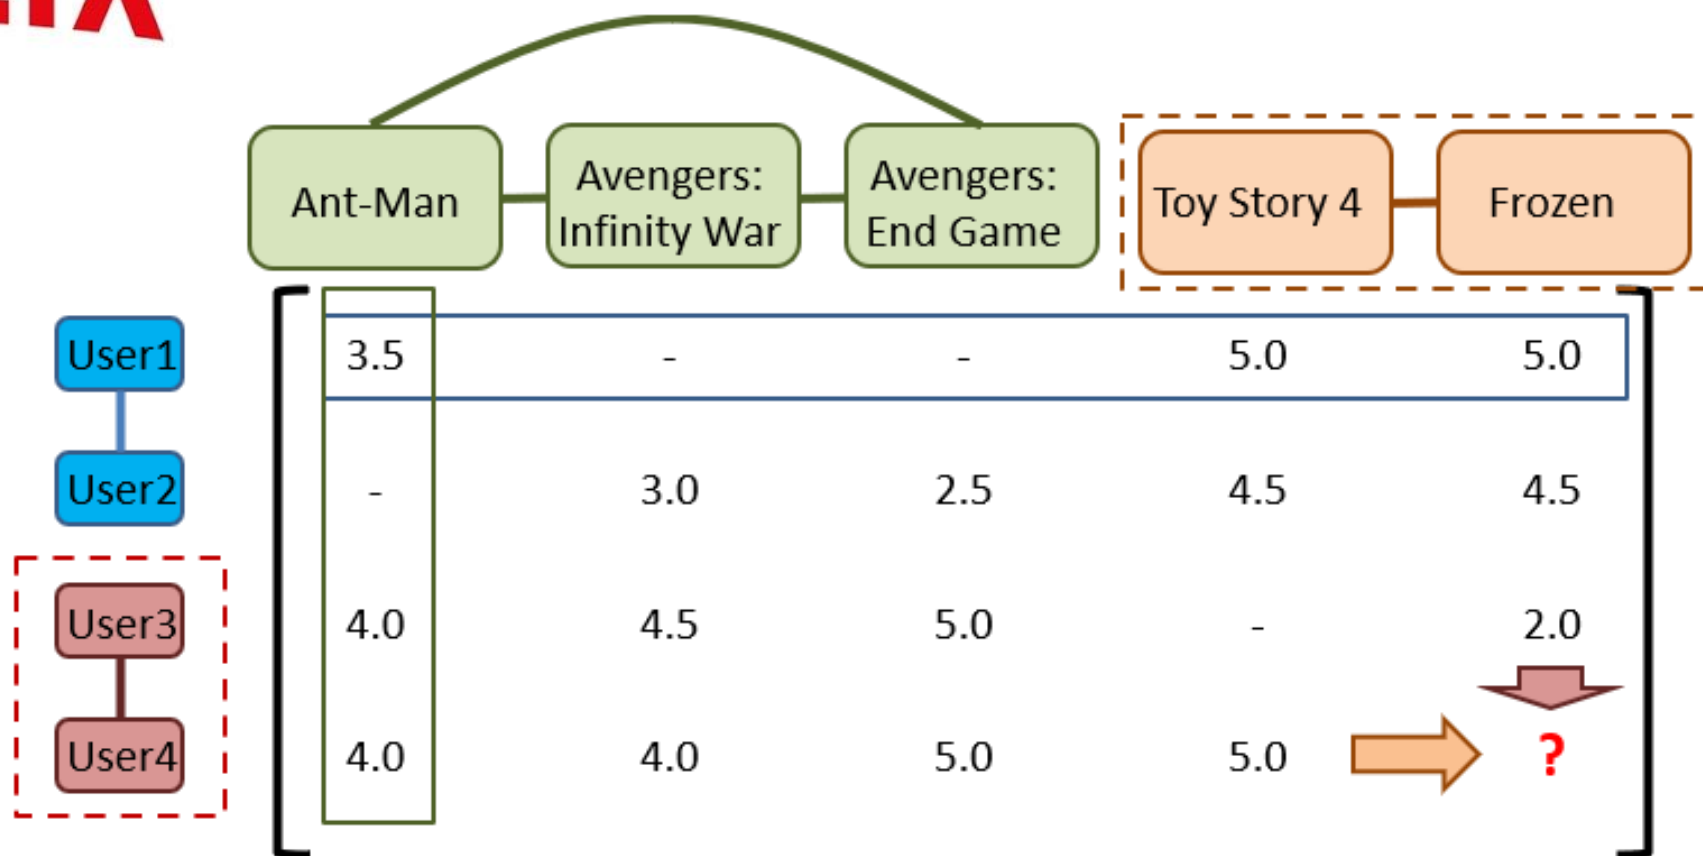 Ant-Man
Avengers:
Infinity War
Avengers:
End Game
Toy Story 4
Frozen
User1 3.5 - - 5.0 5.0
User2 - 3.0 2.5 4.5 4.5
User3 4.0 4.5 5.0 - 2.0
User4 4.0 4.0 5.0 5.0 ?